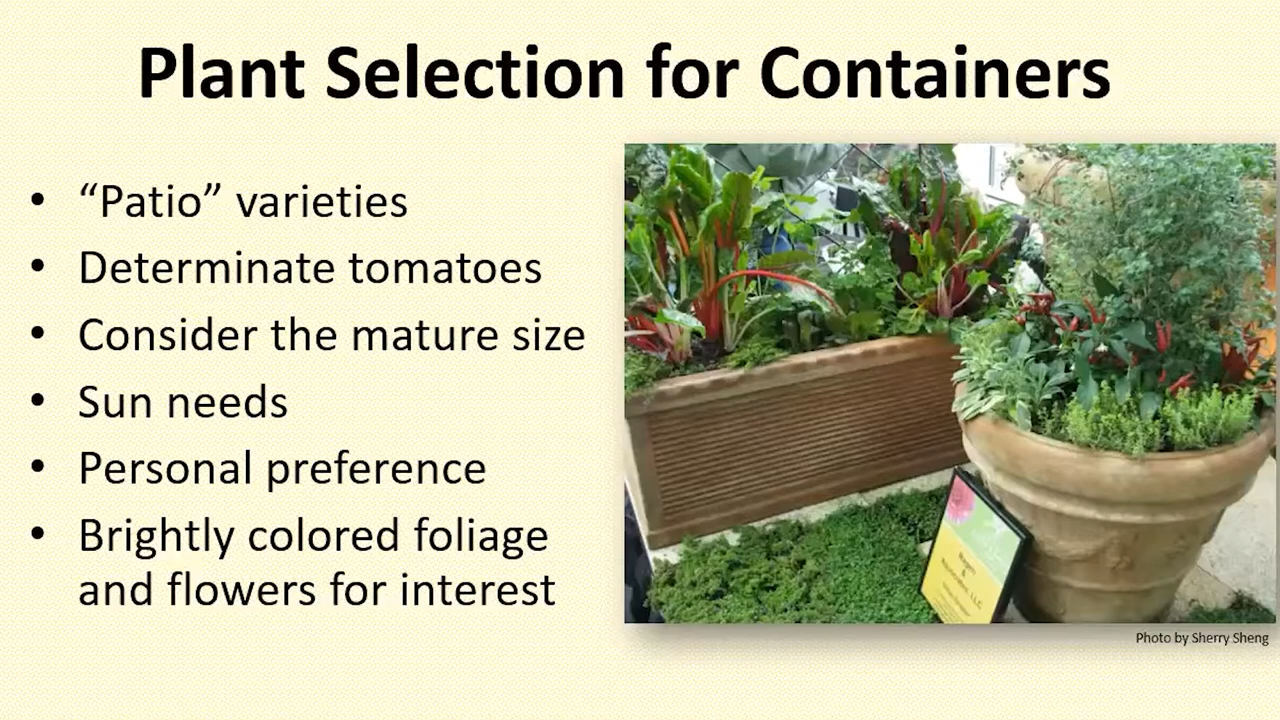 Plant Selection for Containers
• “Patio” varieties
• Determinate tomatoes
• Consider the mature size
• Sun needs
• Personal preference
• Brightly colored foliage
and flowers for interest
Photo by Sherry Sheng